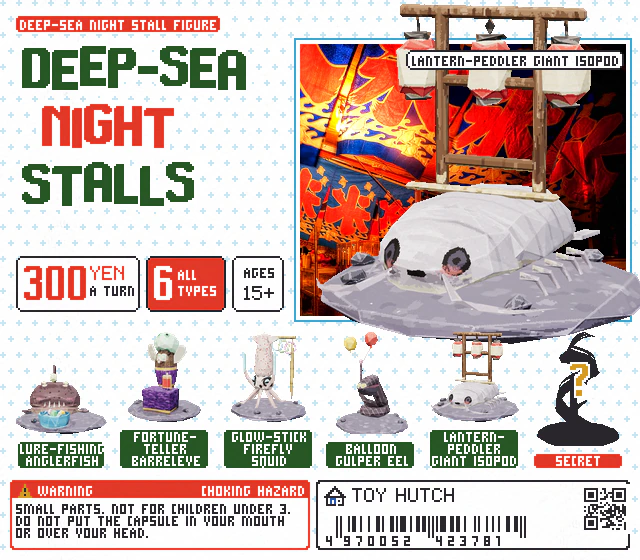 DEEP-SEA NIGHT STALL FIGURE
DEEP-SEA
NIGHT
STALLS
LANTERN-PEDDLER GIANT ISOPOD
300 YEN A TURN
6 ALL TYPES
AGES 15+
LURE-FISHING
ANGLERFISH
FORTUNE-
TELLER
BARRELEYE
GLOW-STICK
FIREFLY
SQUID
BALLOON
GULPER EEL
LANTERN-
PEDDLER
GIANT ISOPOD
?
SECRET
WARNING
CHOKING HAZARD
SMALL PARTS. NOT FOR CHILDREN UNDER 3.
DO NOT PUT THE CAPSULE IN YOUR MOUTH
OR OVER YOUR HEAD.
TOY HUTCH
4 970052 423781